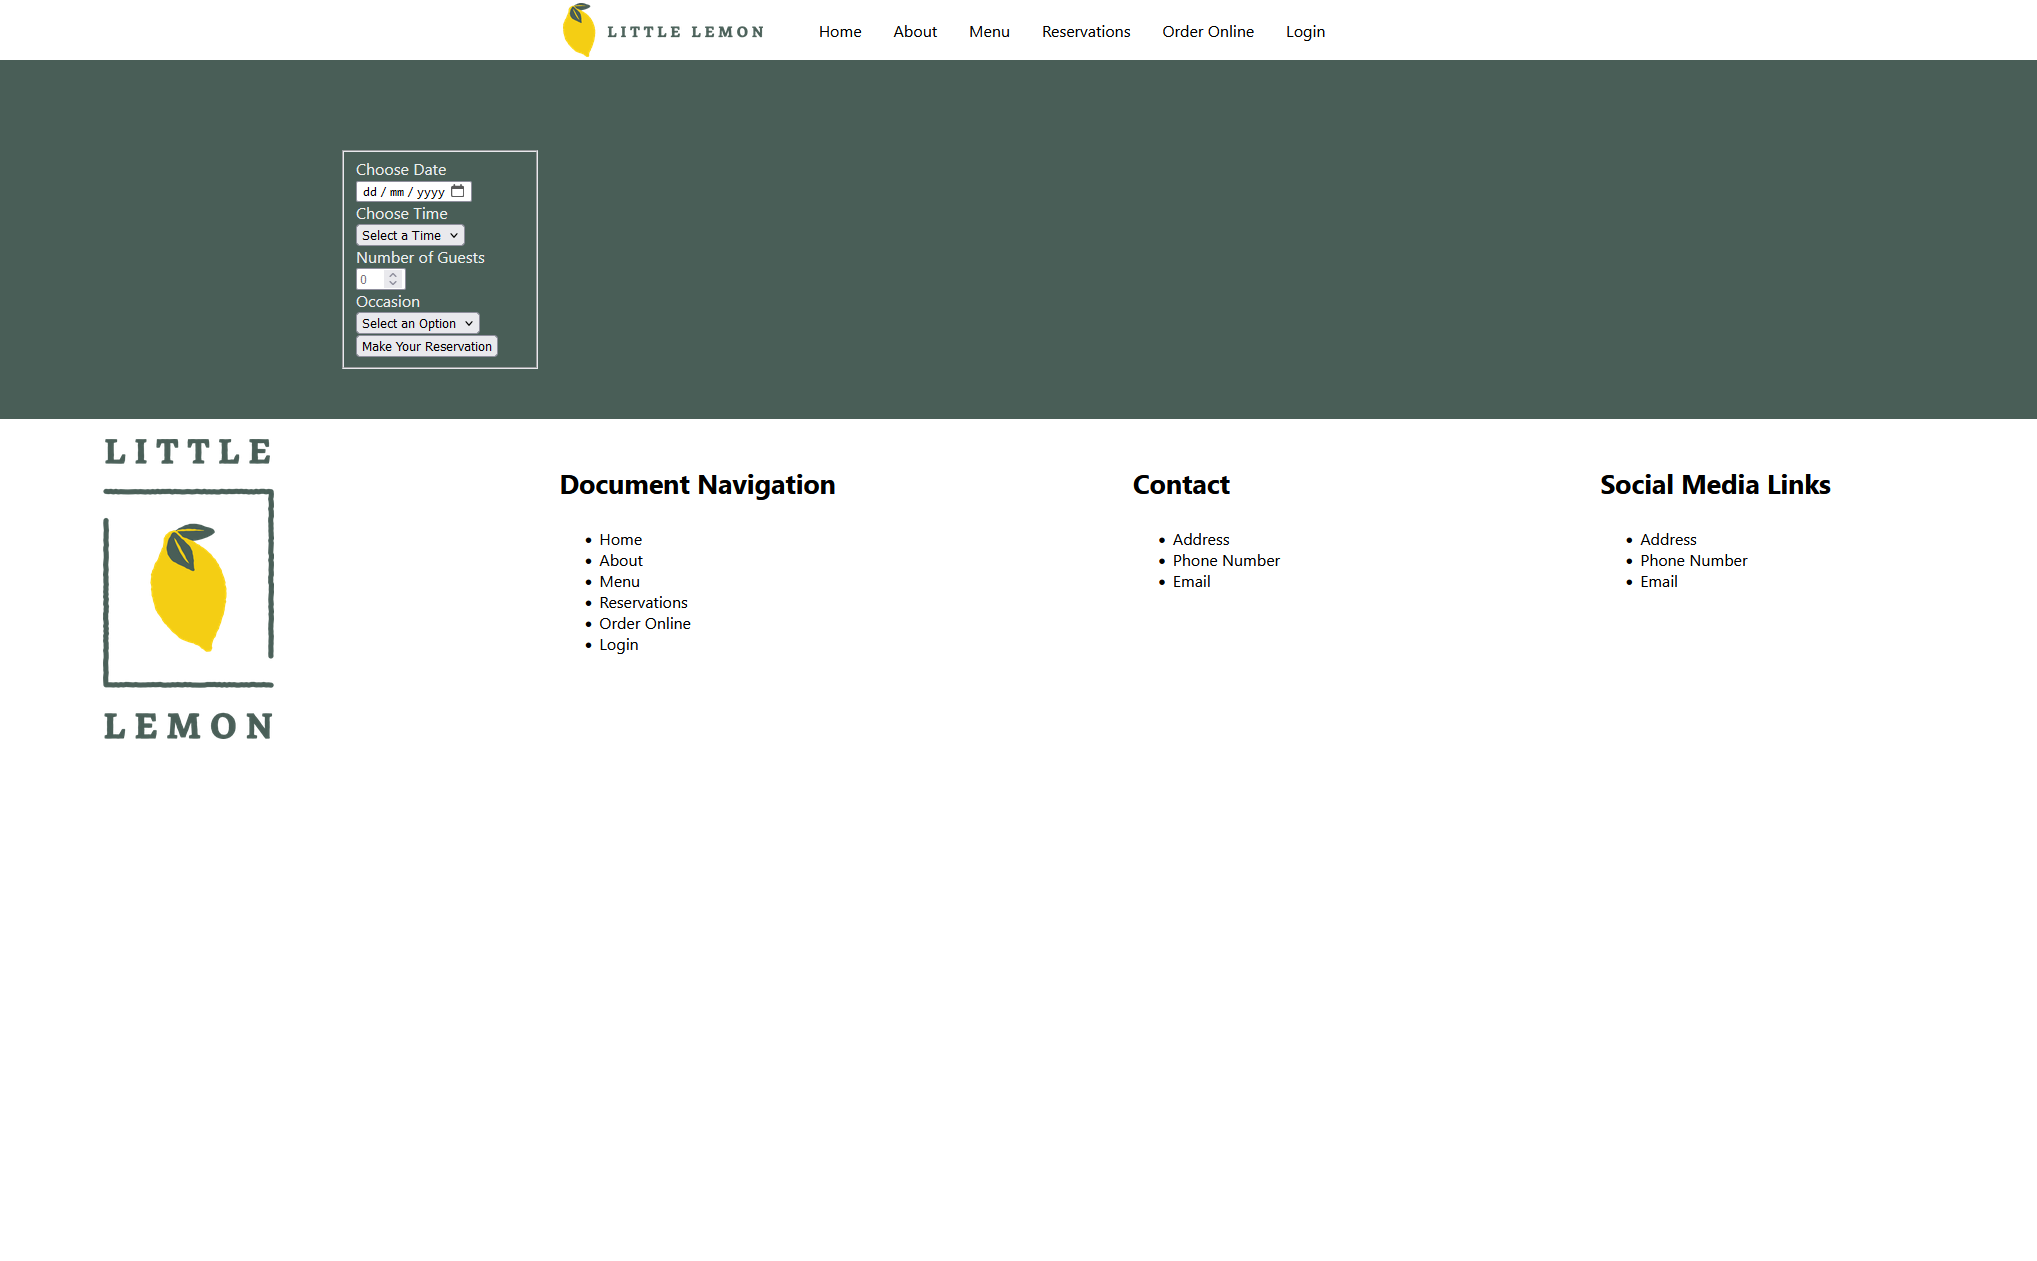 LITTLE LEMON
Home About Menu Reservations Order Online Login
Choose Date
dd / mm / yyyy
Choose Time
Select a Time
Number of Guests
0
Occasion
Select an Option
Make Your Reservation
LITTLE
LEMON
Document Navigation
Home
About
Menu
Reservations
Order Online
Login
Contact
Address
Phone Number
Email
Social Media Links
Address
Phone Number
Email